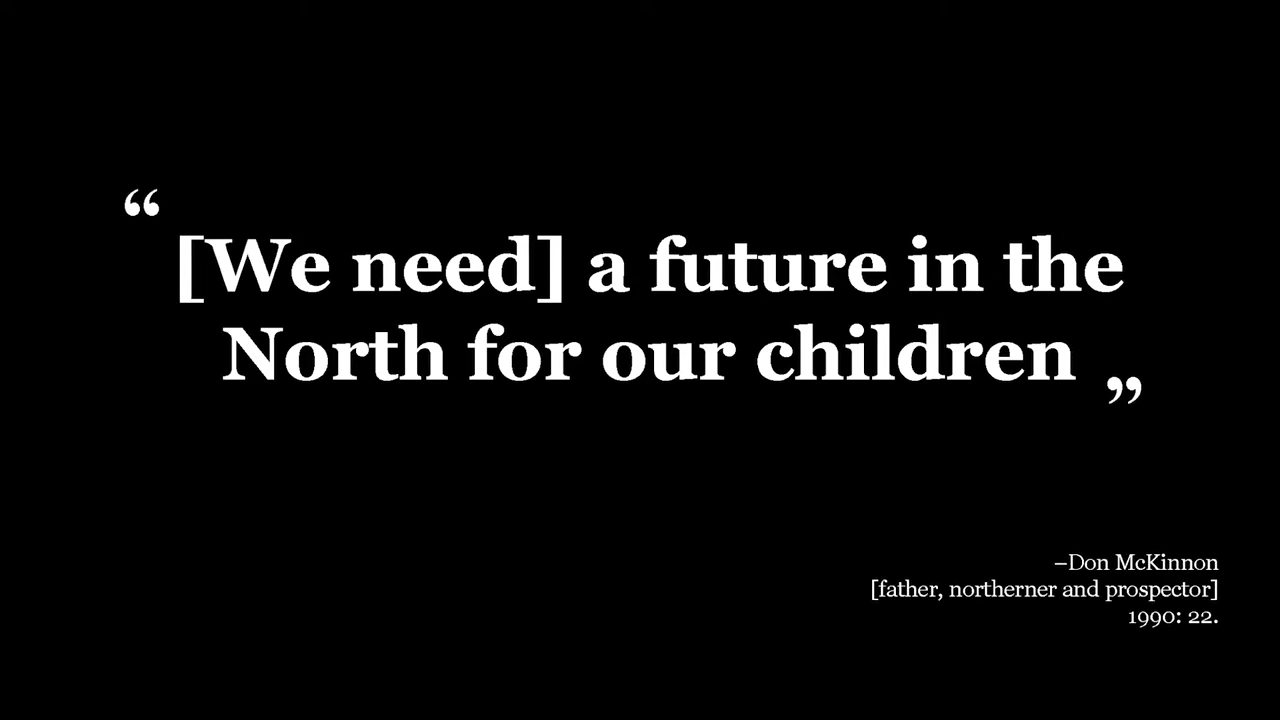 “[We need] a future in the
North for our children”
–Don McKinnon
[father, northerner and prospector]
1990: 22.